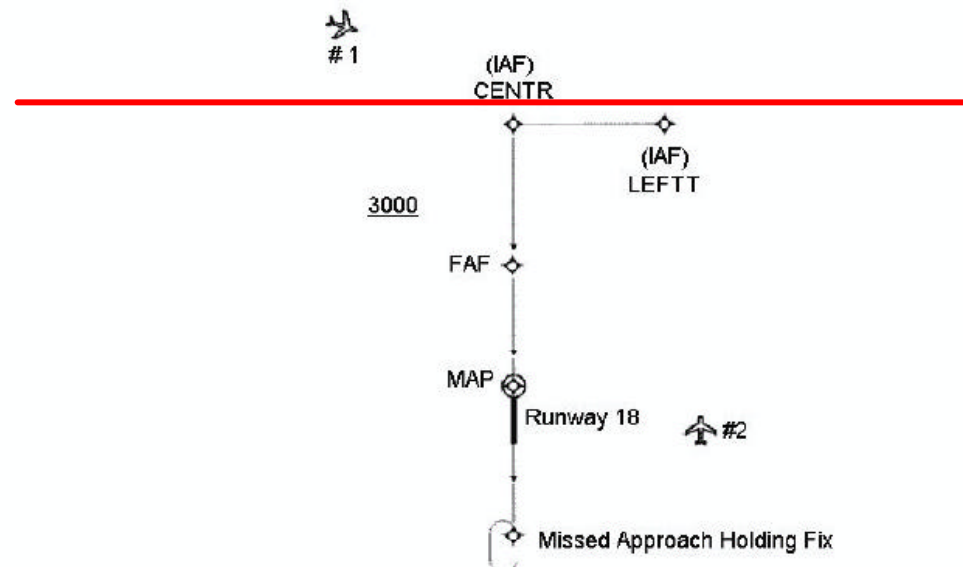 # 1
(IAF)
CENTR
(IAF)
LEFTT
3000
FAF
MAP
Runway 18
#2
Missed Approach Holding Fix